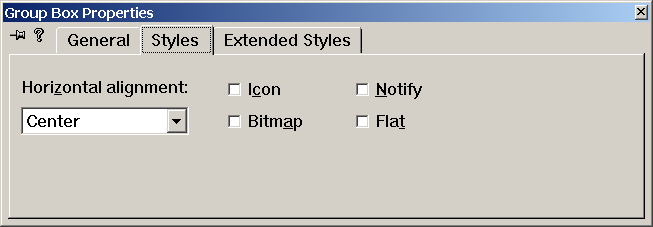 Group Box Properties
? General Styles Extended Styles
Horizontal alignment: Icon Notify
Center Bitmap Flat